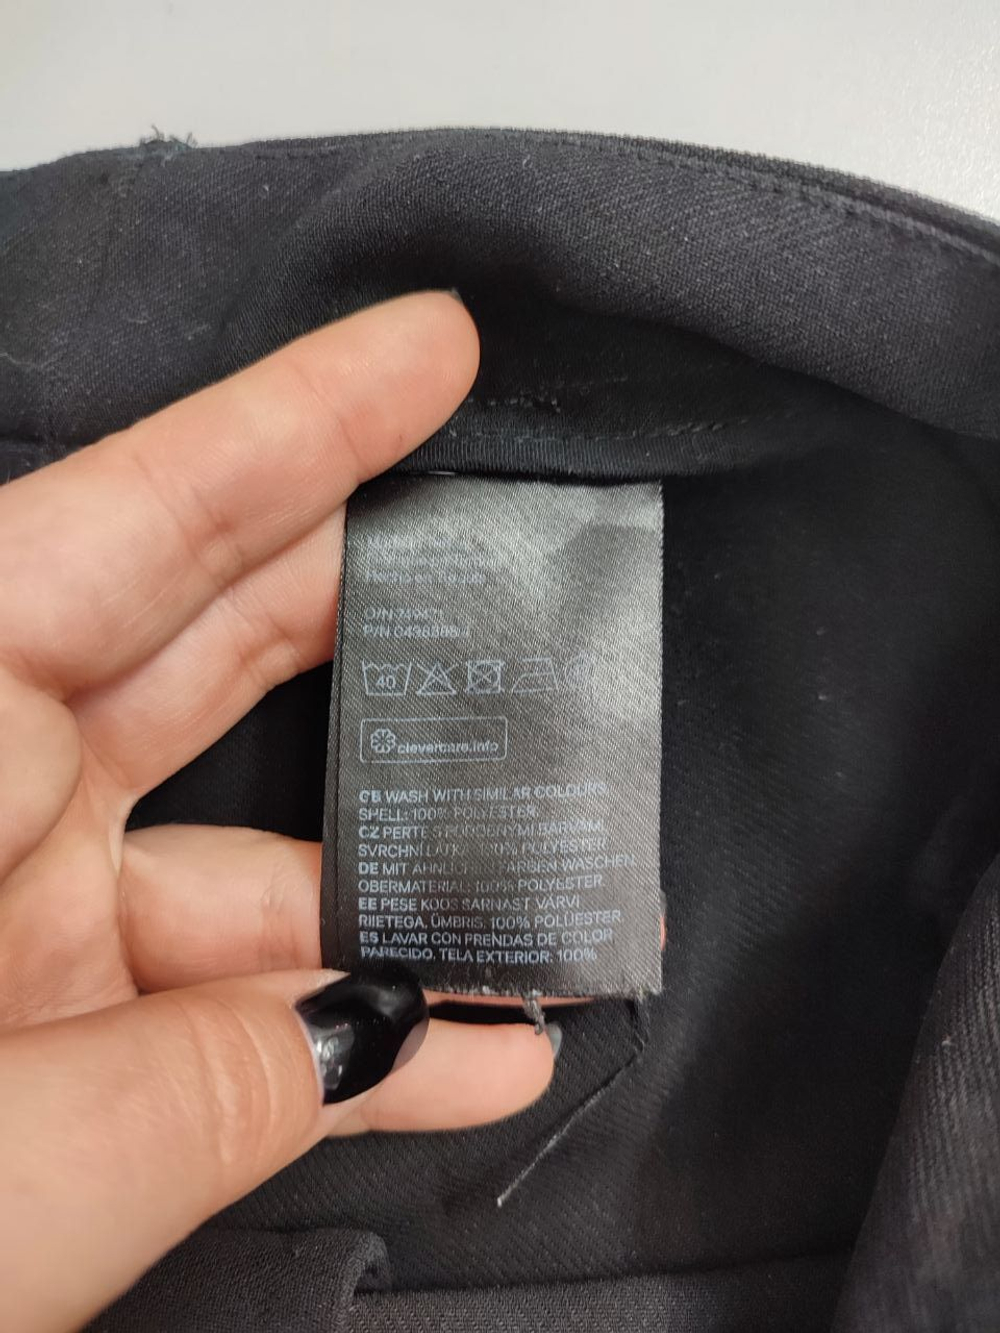 O/N
P/N
40
clevercare.info
GB WASH WITH SIMILAR COLOURS.
SHELL: 100% POLYESTER
CZ PERTE S PODOBNÝMI BARVAMI.
SVRCHNÍ LÁTKA 100% POLYESTER
DE MIT ÄHNLICHEN FARBEN WASCHEN.
OBERMATERIAL: 100% POLYESTER
EE PESE KOOS SARNAST VÄRVI
RIIETEGA. ÜMBRIS. 100% POLÜESTER
ES LAVAR CON PRENDAS DE COLOR
PARECIDO. TELA EXTERIOR: 100%